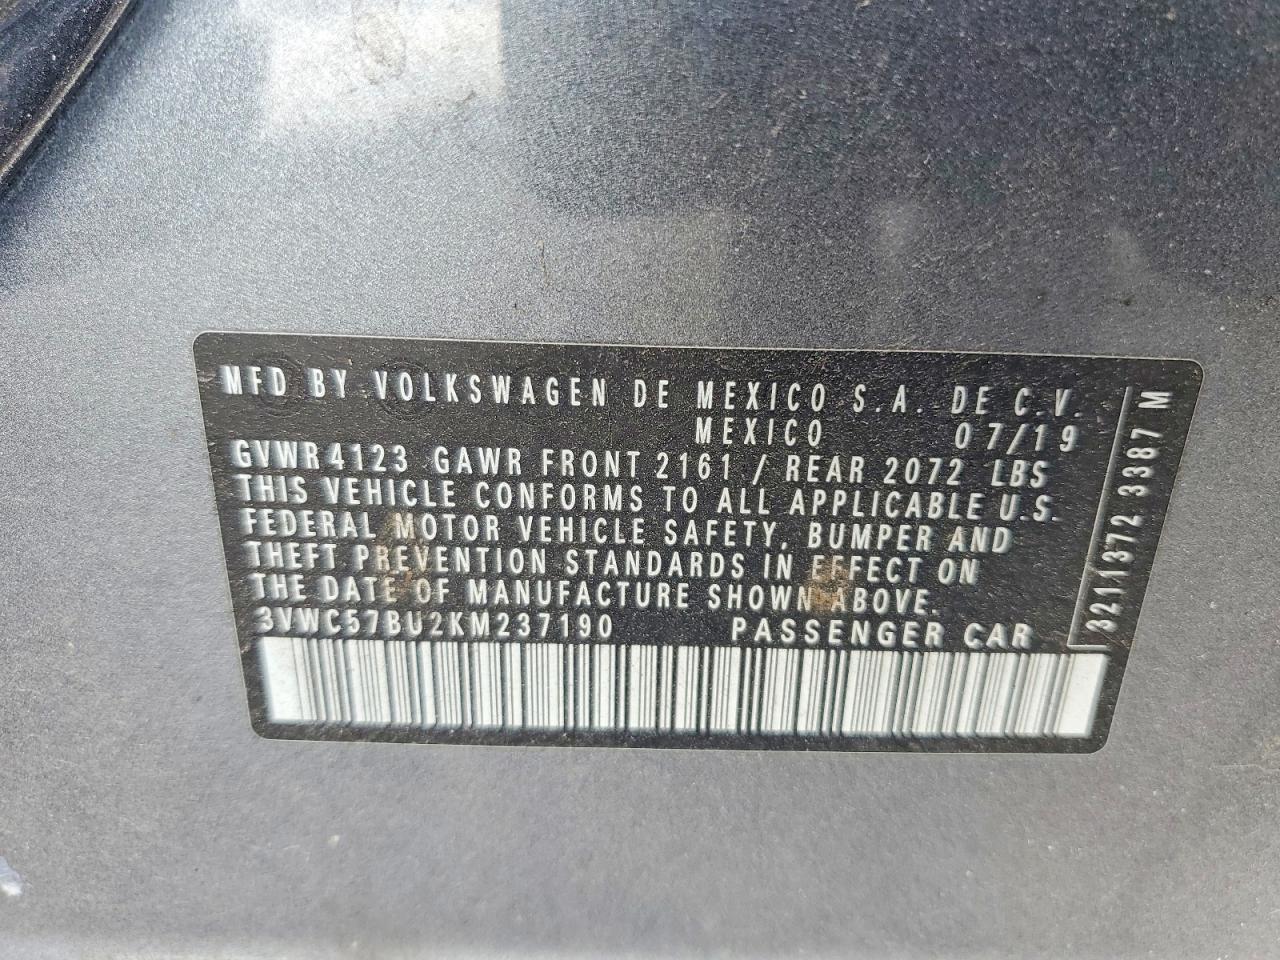 MFD BY VOLKSWAGEN DE MEXICO S.A. DE C.V.
MEXICO 07/19
GVWR 4123 GAWR FRONT 2161 / REAR 2072 LBS
THIS VEHICLE CONFORMS TO ALL APPLICABLE U.S.
FEDERAL MOTOR VEHICLE SAFETY, BUMPER AND
THEFT PREVENTION STANDARDS IN EFFECT ON
THE DATE OF MANUFACTURE SHOWN ABOVE.
3VWC57BU2KM237190 PASSENGER CAR
3211372 3387 M